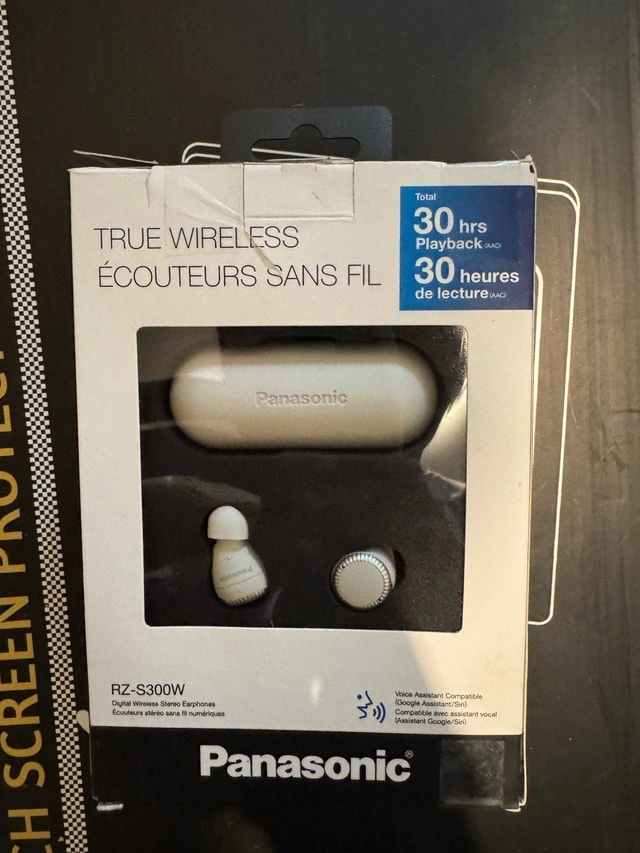 TRUE WIRELESS
ÉCOUTEURS SANS FIL
Total
30 hrs
Playback (AAC)
30 heures
de lecture (AAC)
Panasonic
Panasonic
RZ-S300W
Digital Wireless Stereo Earphones
Écouteurs stéréo sans fil numériques
Voice Assistant Compatible
(Google Assistant/Siri)
Compatible avec assistant vocal
(Assistant Google/Siri)
Panasonic®
CH SCREEN PROTECT